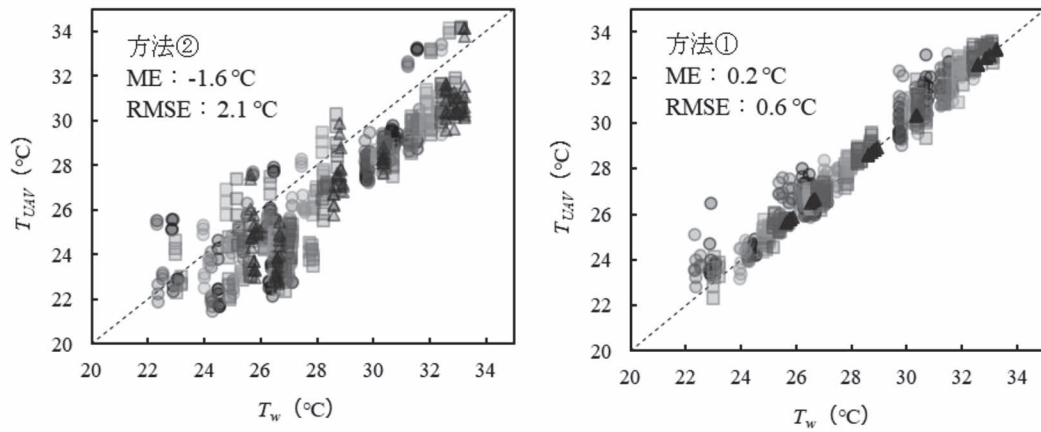 方法②
ME：-1.6℃
RMSE：2.1℃
34
32
30
28
26
24
22
20
20 22 24 26 28 30 32 34
T_UAV（℃）
T_w（℃）
方法①
ME：0.2℃
RMSE：0.6℃
34
32
30
28
26
24
22
20
20 22 24 26 28 30 32 34
T_UAV（℃）
T_w（℃）